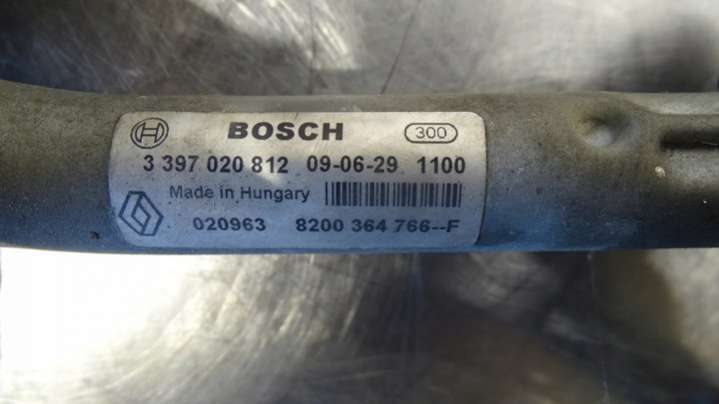 BOSCH 300
3 397 020 812 09-06-29 1100
Made in Hungary
020963 8200 364 766--F